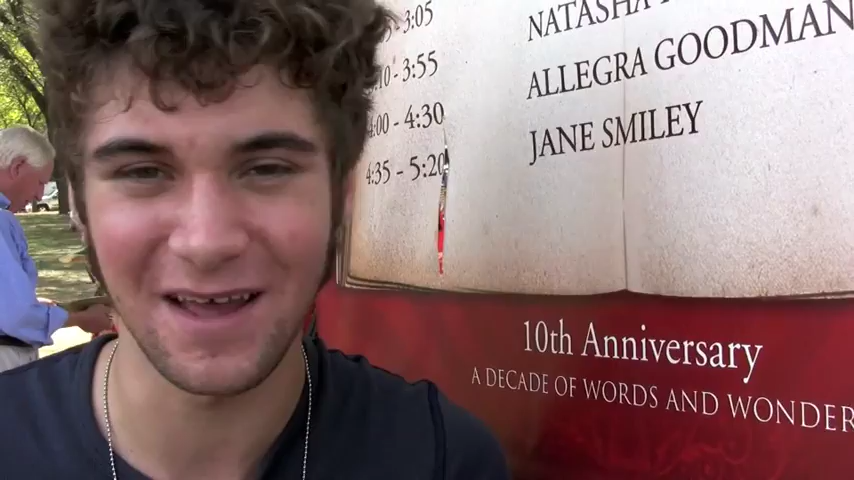 - 3:05 NATASHA
- 3:55 ALLEGRA GOODMAN,
- 4:30 JANE SMILEY
4:35 - 5:20
10th Anniversary
A DECADE OF WORDS AND WONDER